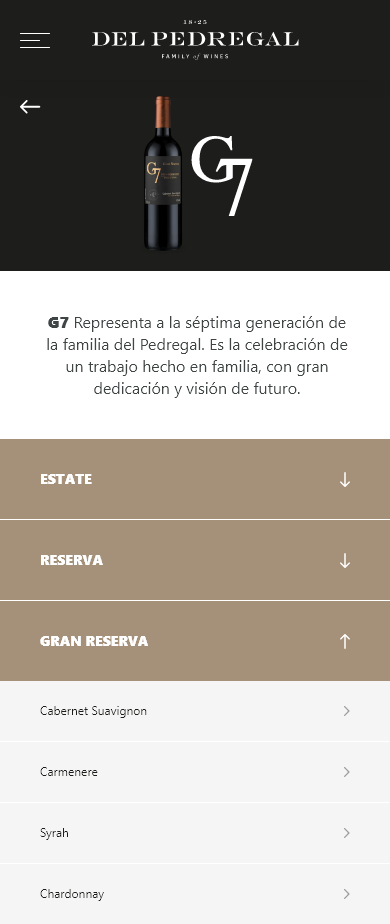 18·25
DEL PEDREGAL
FAMILY of WINES
G7
G7
G7 Representa a la séptima generación de
la familia del Pedregal. Es la celebración de
un trabajo hecho en familia, con gran
dedicación y visión de futuro.
ESTATE
RESERVA
GRAN RESERVA
Cabernet Suavignon
Carmenere
Syrah
Chardonnay